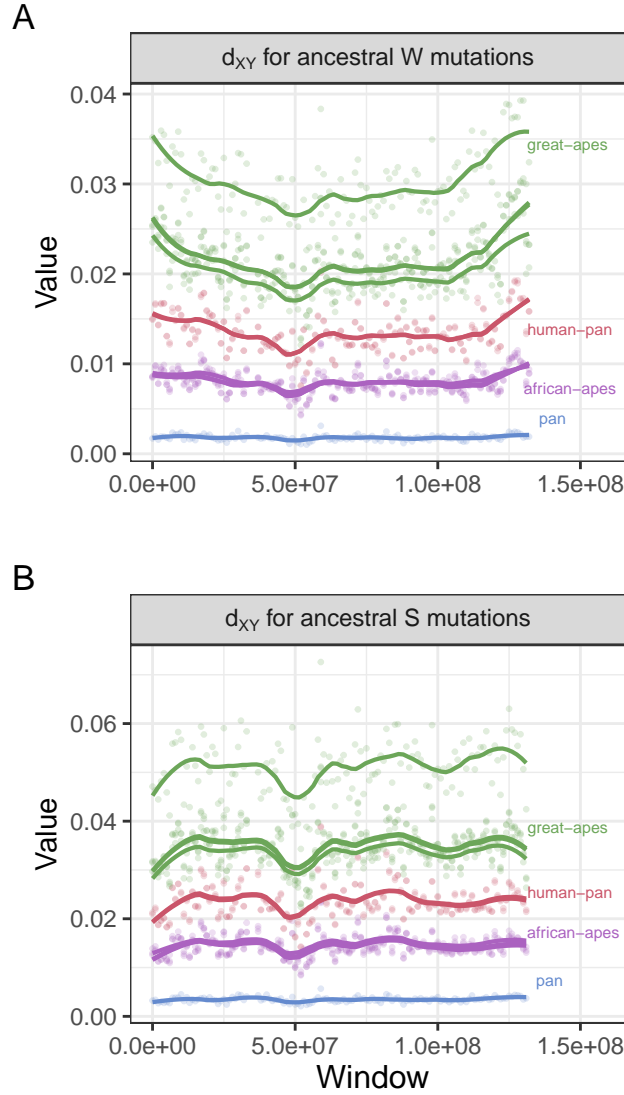 A
dXY for ancestral W mutations
0.04
0.03
0.02
0.01
0.00
Value
great−apes
human−pan
african−apes
pan
0.0e+00 5.0e+07 1.0e+08 1.5e+08
B
dXY for ancestral S mutations
0.06
0.04
0.02
0.00
Value
great−apes
human−pan
african−apes
pan
0.0e+00 5.0e+07 1.0e+08 1.5e+08
Window